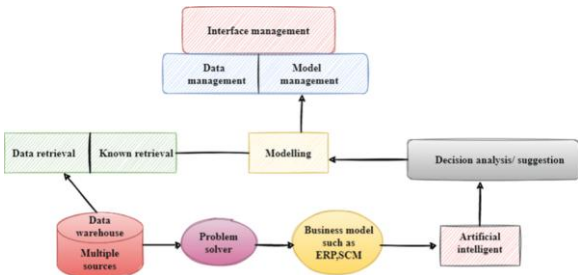 Interface management
Data
management
Model
management
Data retrieval
Known retrieval
Modelling
Decision analysis/ suggestion
Data
warehouse
Multiple
sources
Problem
solver
Business model
such as
ERP,SCM
Artificial
intelligent